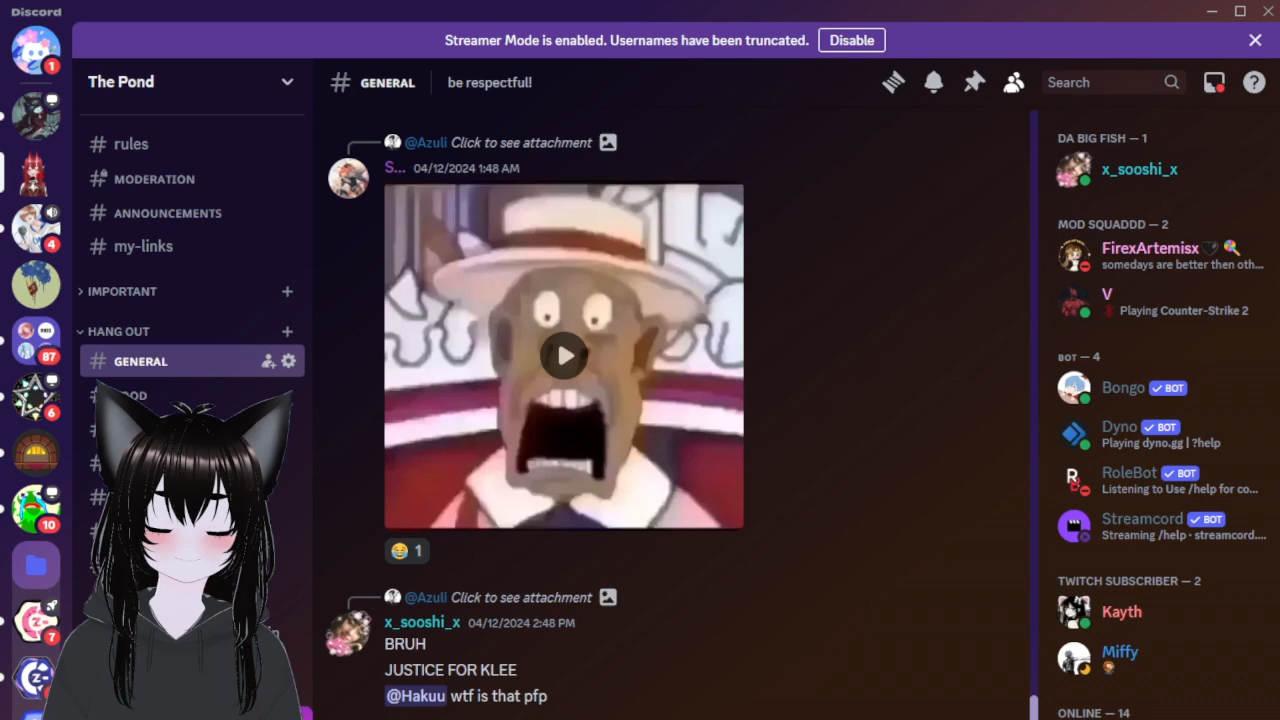 Discord
Streamer Mode is enabled. Usernames have been truncated.
Disable
The Pond
GENERAL
be respectful!
Search
1
rules
MODERATION
ANNOUNCEMENTS
my-links
IMPORTANT
HANG OUT
GENERAL
4
87
6
10
7
@Azuli Click to see attachment
S... 04/12/2024 1:48 AM
1
@Azuli Click to see attachment
x_sooshi_x 04/12/2024 2:48 PM
BRUH
JUSTICE FOR KLEE
@Hakuu wtf is that pfp
DA BIG FISH — 1
x_sooshi_x
MOD SQUADDD — 2
FirexArtemisx
somedays are better then oth...
V
Playing Counter-Strike 2
BOT — 4
Bongo BOT
Dyno BOT
Playing dyno.gg | ?help
RoleBot BOT
Listening to Use /help for co...
Streamcord BOT
Streaming /help · streamcord....
TWITCH SUBSCRIBER — 2
Kayth
Miffy
ONLINE — 14